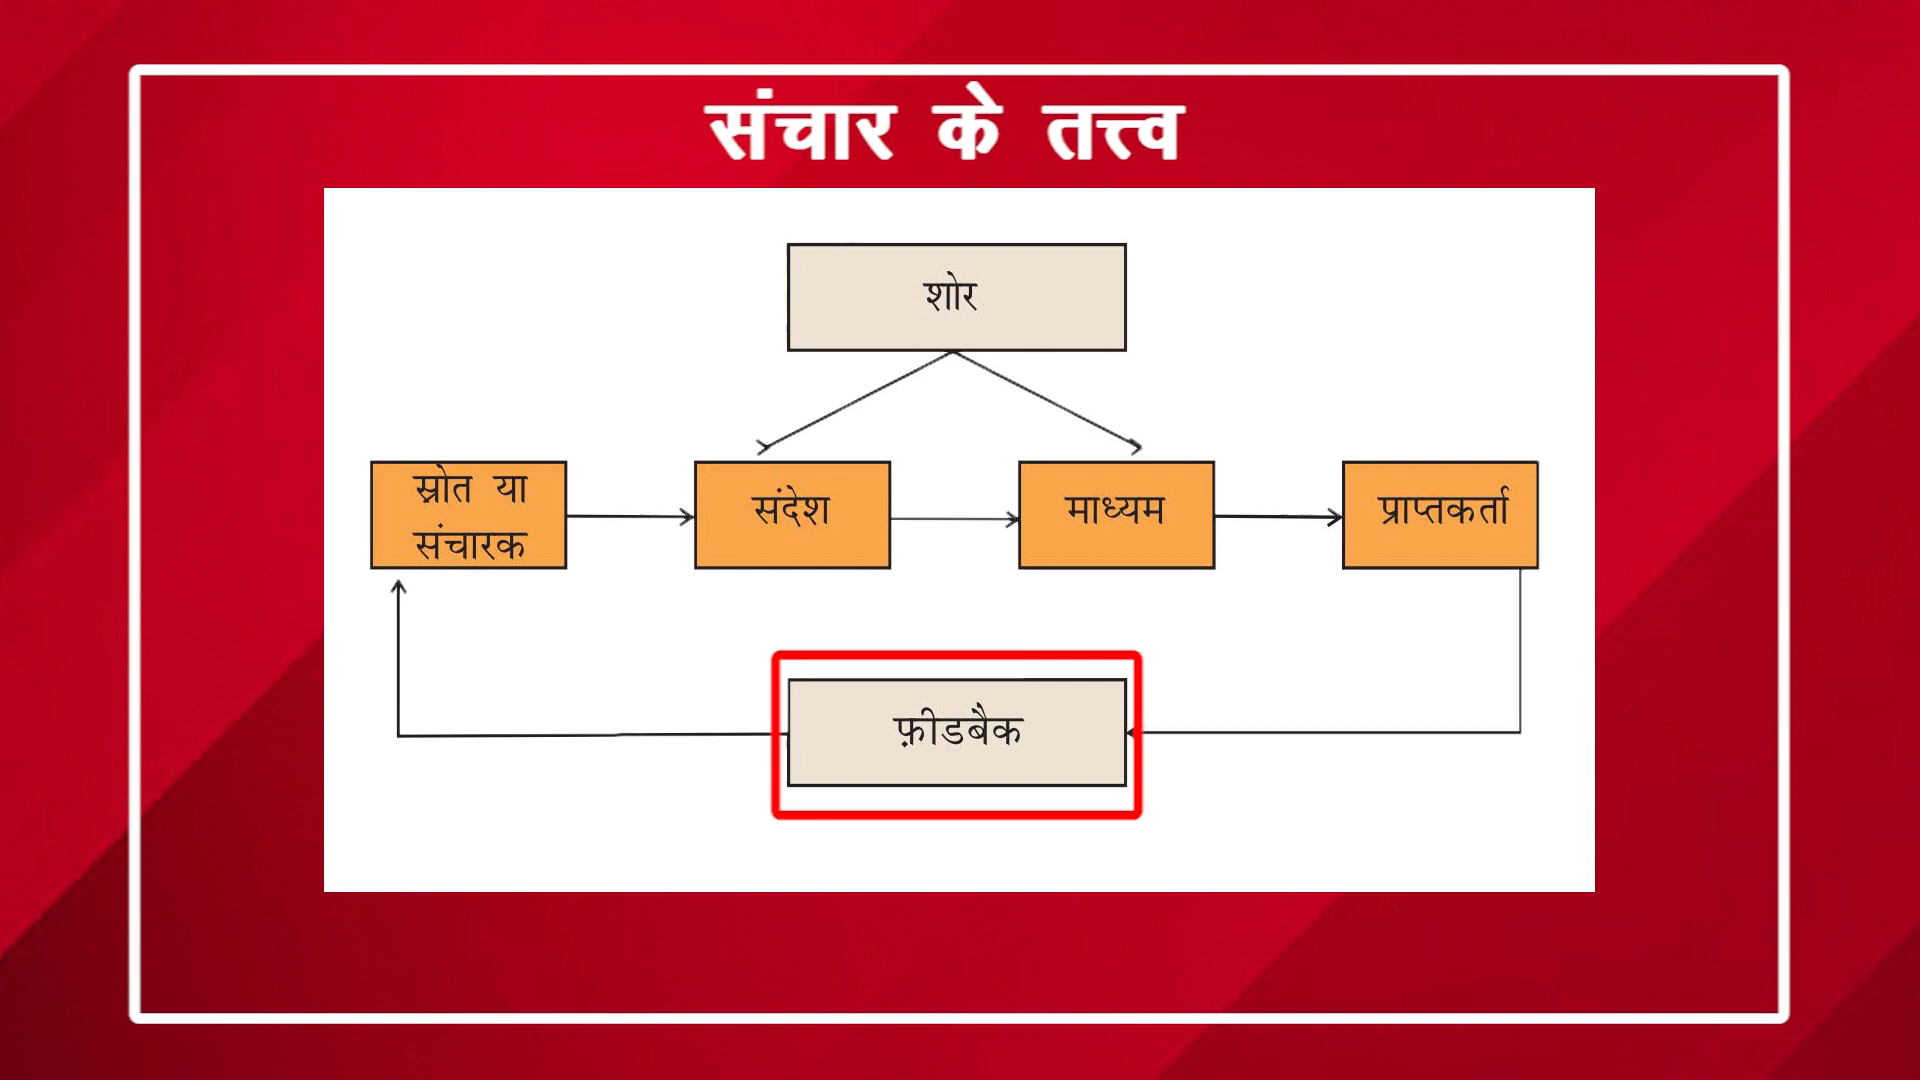 संचार के तत्त्व
शोर
स्रोत या
संचारक
संदेश
माध्यम
प्राप्तकर्ता
फ़ीडबैक